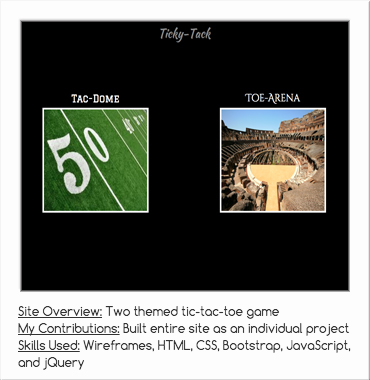 Ticky-Tack
Tac-Dome
Toe-Arena
50
Site Overview: Two themed tic-tac-toe game
My Contributions: Built entire site as an individual project
Skills Used: Wireframes, HTML, CSS, Bootstrap, JavaScript,
and jQuery